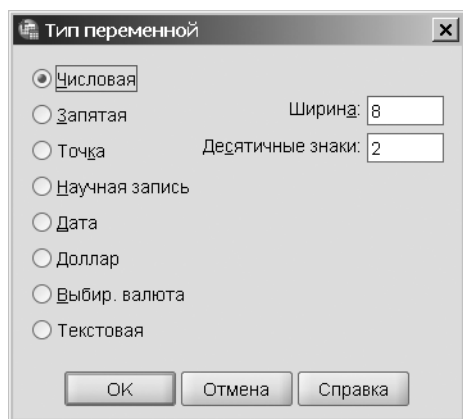 Тип переменной
Числовая
Запятая
Ширина: 8
Точка
Десятичные знаки: 2
Научная запись
Дата
Доллар
Выбир. валюта
Текстовая
OK Отмена Справка